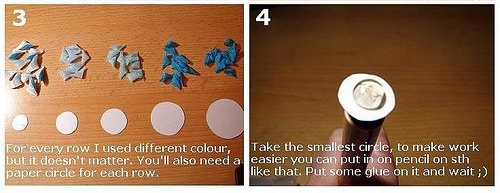 3
For every row I used different colour,
but it doesn't matter. You'll also need a
paper circle for each row.
4
Take the smallest circle, to make work
easier you can put in on pencil on sth
like that. Put some glue on it and wait ;)